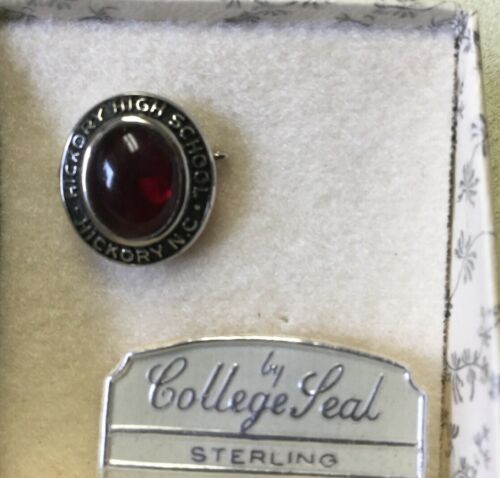 HICKORY HIGH SCHOOL
HICKORY N.C.
by
College Seal
STERLING